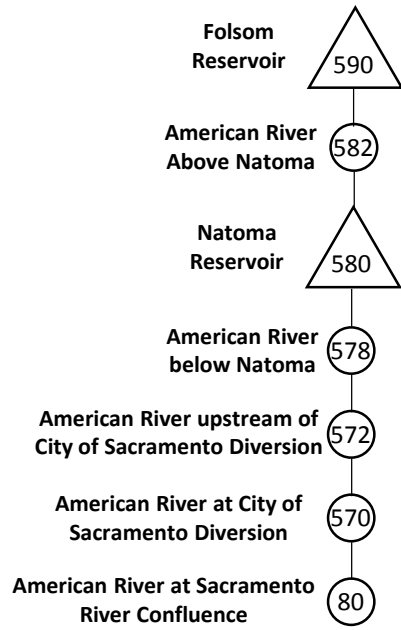 Folsom
Reservoir
590
American River
Above Natoma
582
Natoma
Reservoir
580
American River
below Natoma
578
American River upstream of
City of Sacramento Diversion
572
American River at City of
Sacramento Diversion
570
American River at Sacramento
River Confluence
80